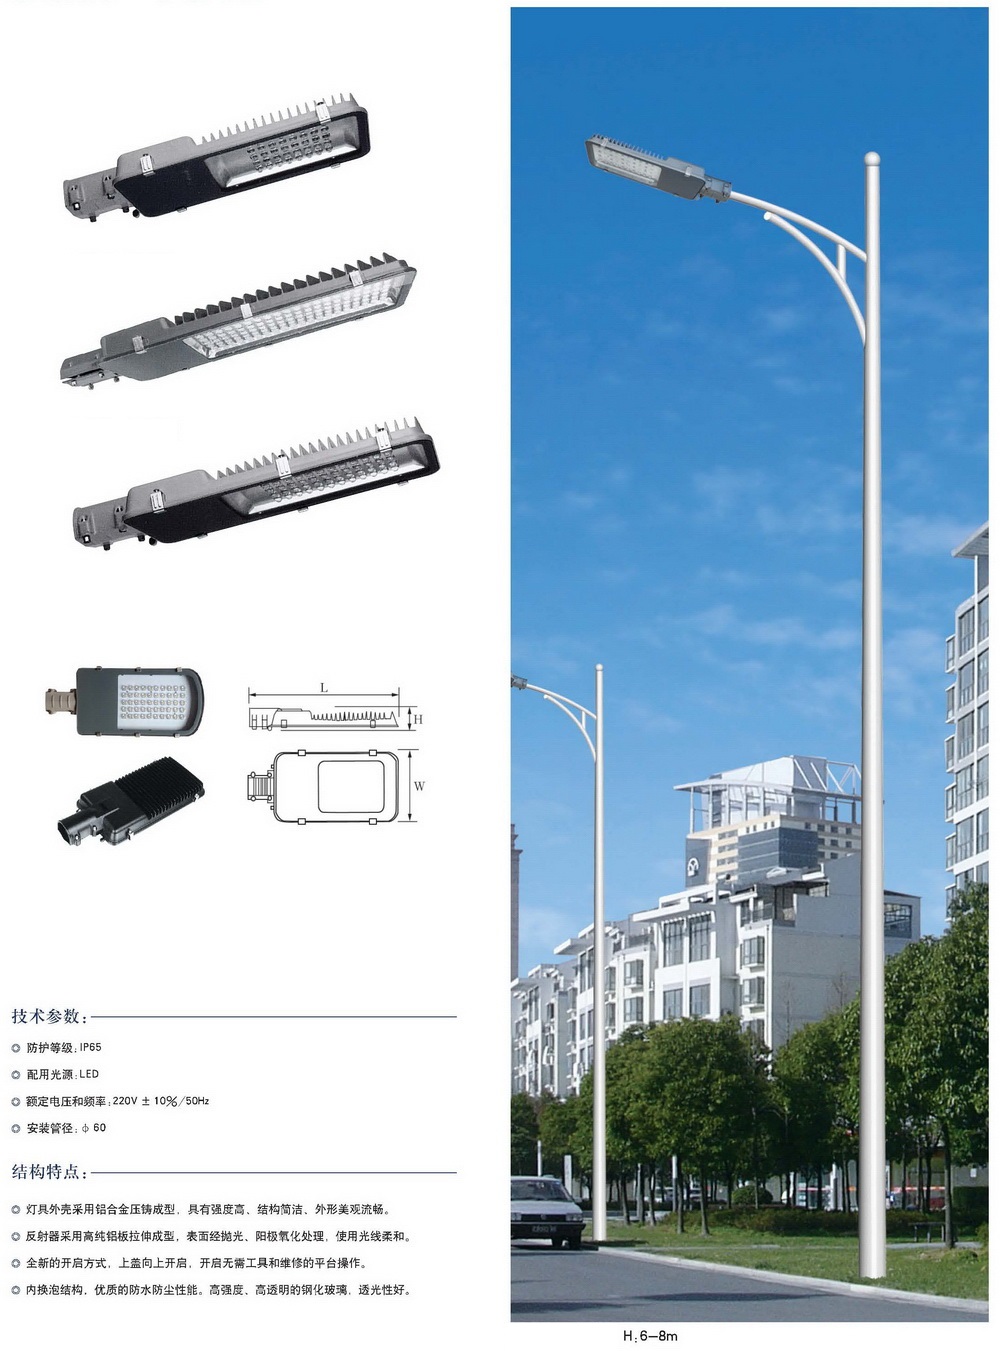 L
H
W
技术参数:
◎ 防护等级: IP65
◎ 配用光源: LED
◎ 额定电压和频率: 220V ± 10%/50Hz
◎ 安装管径: φ 60
结构特点:
◎ 灯具外壳采用铝合金压铸成型，具有强度高、结构简洁、外形美观流畅。
◎ 反射器采用高纯铝板拉伸成型，表面经抛光、阳极氧化处理，使用光线柔和。
◎ 全新的开启方式，上盖向上开启，开启无需工具和维修的平台操作。
◎ 内换泡结构，优质的防水防尘性能。高强度、高透明的钢化玻璃，透光性好。
H: 6—8m